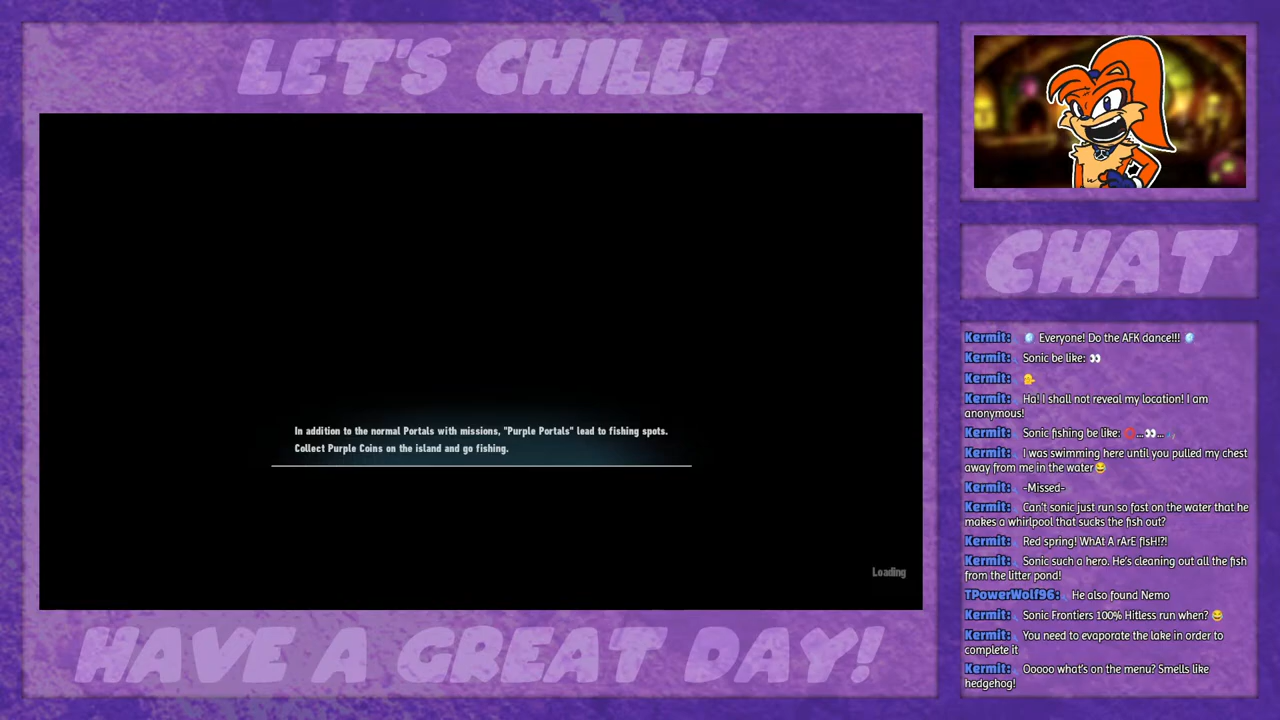 LET'S CHILL!
In addition to the normal Portals with missions, "Purple Portals" lead to fishing spots.
Collect Purple Coins on the island and go fishing.
Loading
HAVE A GREAT DAY!
CHAT
Kermit: Everyone! Do the AFK dance!!!
Kermit: Sonic be like: 👀
Kermit:
Kermit: Ha! I shall not reveal my location! I am
anonymous!
Kermit: Sonic fishing be like: ⭕...👀...🎣
Kermit: I was swimming here until you pulled my chest
away from me in the water😂
Kermit: -Missed-
Kermit: Can't sonic just run so fast on the water that he
makes a whirlpool that sucks the fish out?
Kermit: Red spring! WhAt A rArE fIsH!?!
Kermit: Sonic such a hero. He's cleaning out all the fish
from the litter pond!
TPowerWolf96: He also found Nemo
Kermit: Sonic Frontiers 100% Hitless run when? 😂
Kermit: You need to evaporate the lake in order to
complete it
Kermit: Ooooo what's on the menu? Smells like
hedgehog!